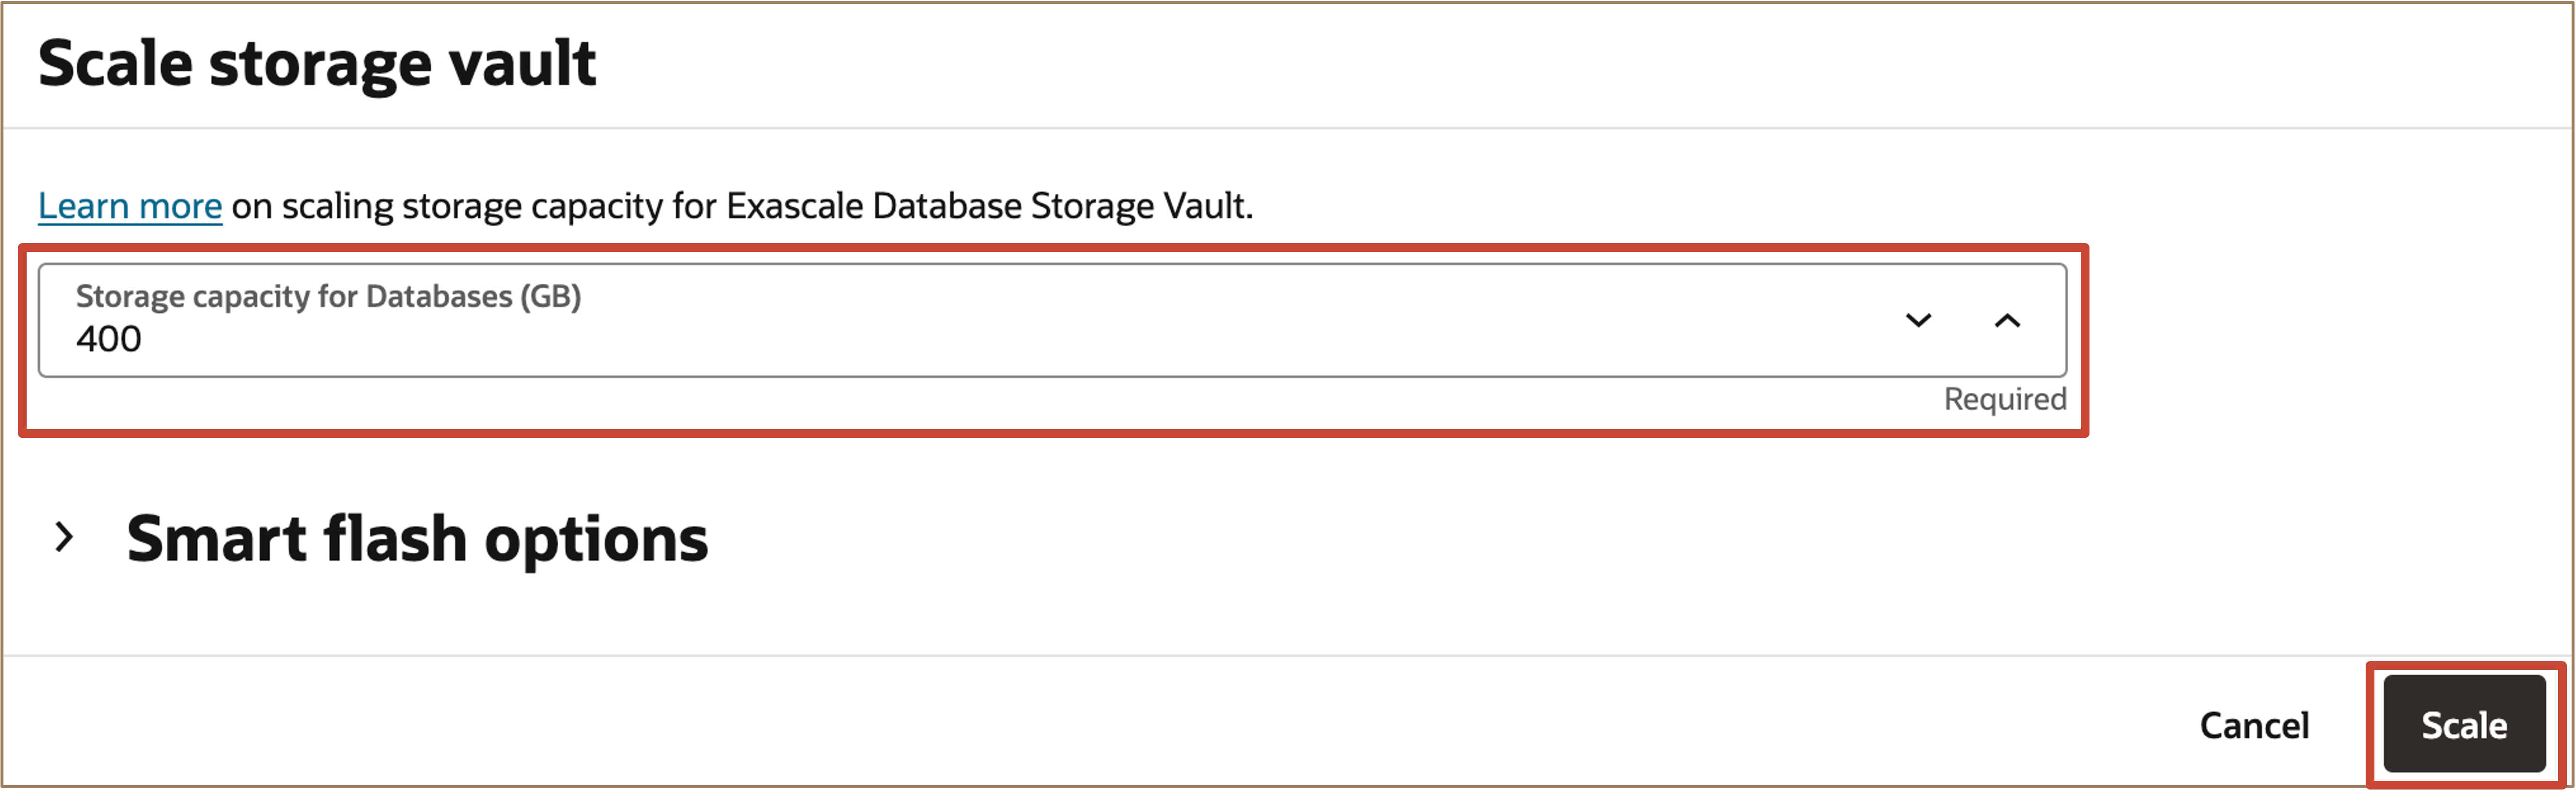 Scale storage vault
Learn more on scaling storage capacity for Exascale Database Storage Vault.
Storage capacity for Databases (GB)
400
Required
Smart flash options
Cancel
Scale